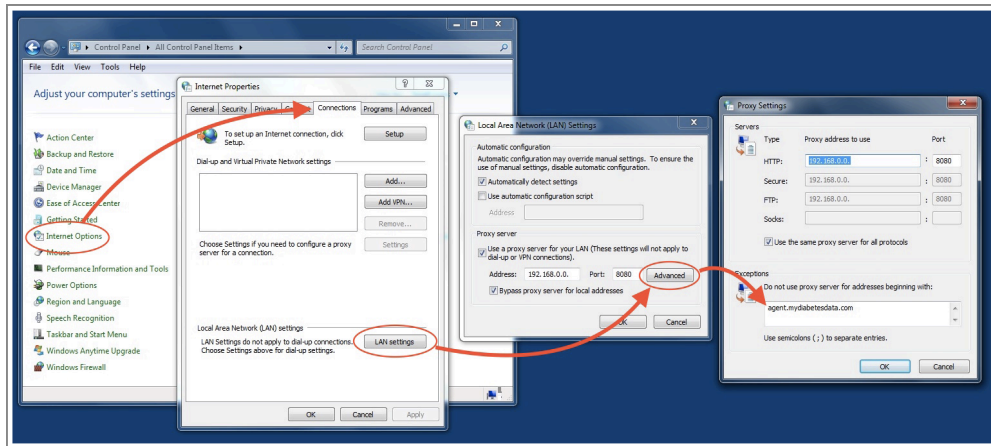 Control Panel ▸ All Control Panel Items ▸
Search Control Panel
File Edit View Tools Help
Adjust your computer's settings
Action Center
Backup and Restore
Date and Time
Device Manager
Ease of Access Center
Getting Started
Internet Options
Mouse
Performance Information and Tools
Power Options
Region and Language
Speech Recognition
Taskbar and Start Menu
Windows Anytime Upgrade
Windows Firewall
Internet Properties
General Security Privacy Connections Programs Advanced
To set up an Internet connection, click
Setup.
Setup
Dial-up and Virtual Private Network settings
Add...
Add VPN...
Remove...
Choose Settings if you need to configure a proxy
server for a connection.
Settings
Local Area Network (LAN) settings
LAN Settings do not apply to dial-up connections.
Choose Settings above for dial-up settings.
LAN settings
OK Cancel Apply
Local Area Network (LAN) Settings
Automatic configuration
Automatic configuration may override manual settings. To ensure the
use of manual settings, disable automatic configuration.
Automatically detect settings
Use automatic configuration script
Address
Proxy server
Use a proxy server for your LAN (These settings will not apply to
dial-up or VPN connections).
Address: 192.168.0.0. Port: 8080 Advanced
Bypass proxy server for local addresses
OK Cancel
Proxy Settings
Servers
Type Proxy address to use Port
HTTP: 192.168.0.0. : 8080
Secure: 192.168.0.0. : 8080
FTP: 192.168.0.0. : 8080
Socks: :
Use the same proxy server for all protocols
Exceptions
Do not use proxy server for addresses beginning with:
agent.mydiabetesdata.com
Use semicolons ( ; ) to separate entries.
OK Cancel